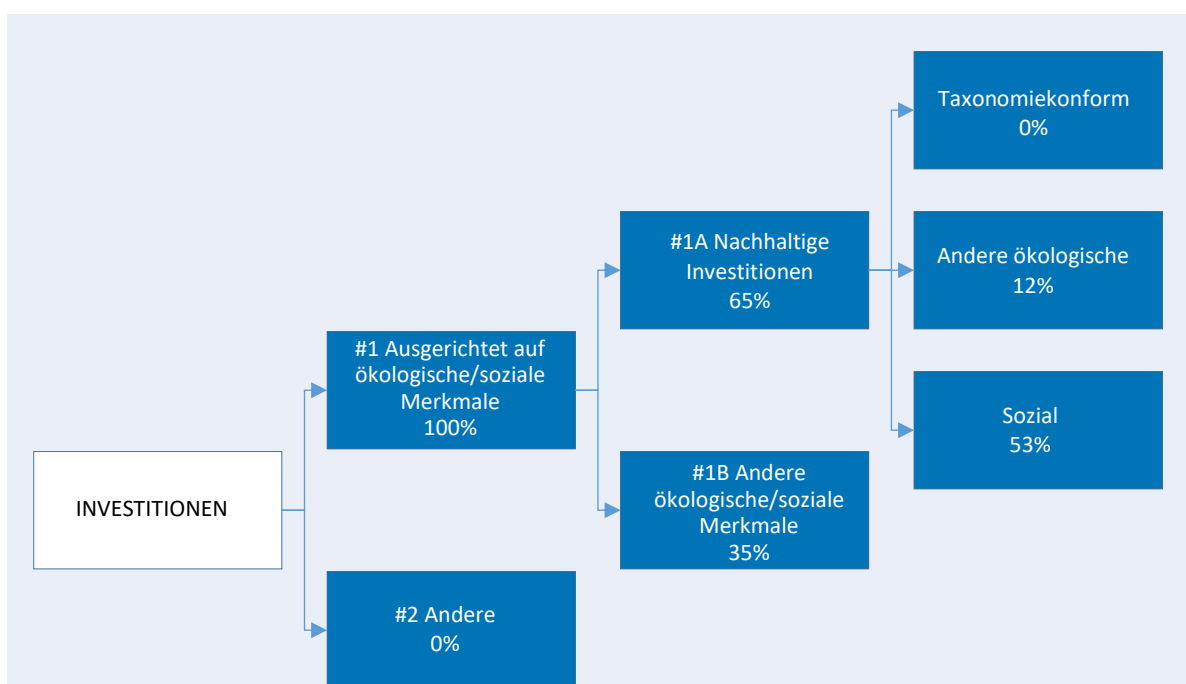 Taxonomiekonform
0%
#1A Nachhaltige
Investitionen
65%
Andere ökologische
12%
#1 Ausgerichtet auf
ökologische/soziale
Merkmale
100%
Sozial
53%
INVESTITIONEN
#1B Andere
ökologische/soziale
Merkmale
35%
#2 Andere
0%